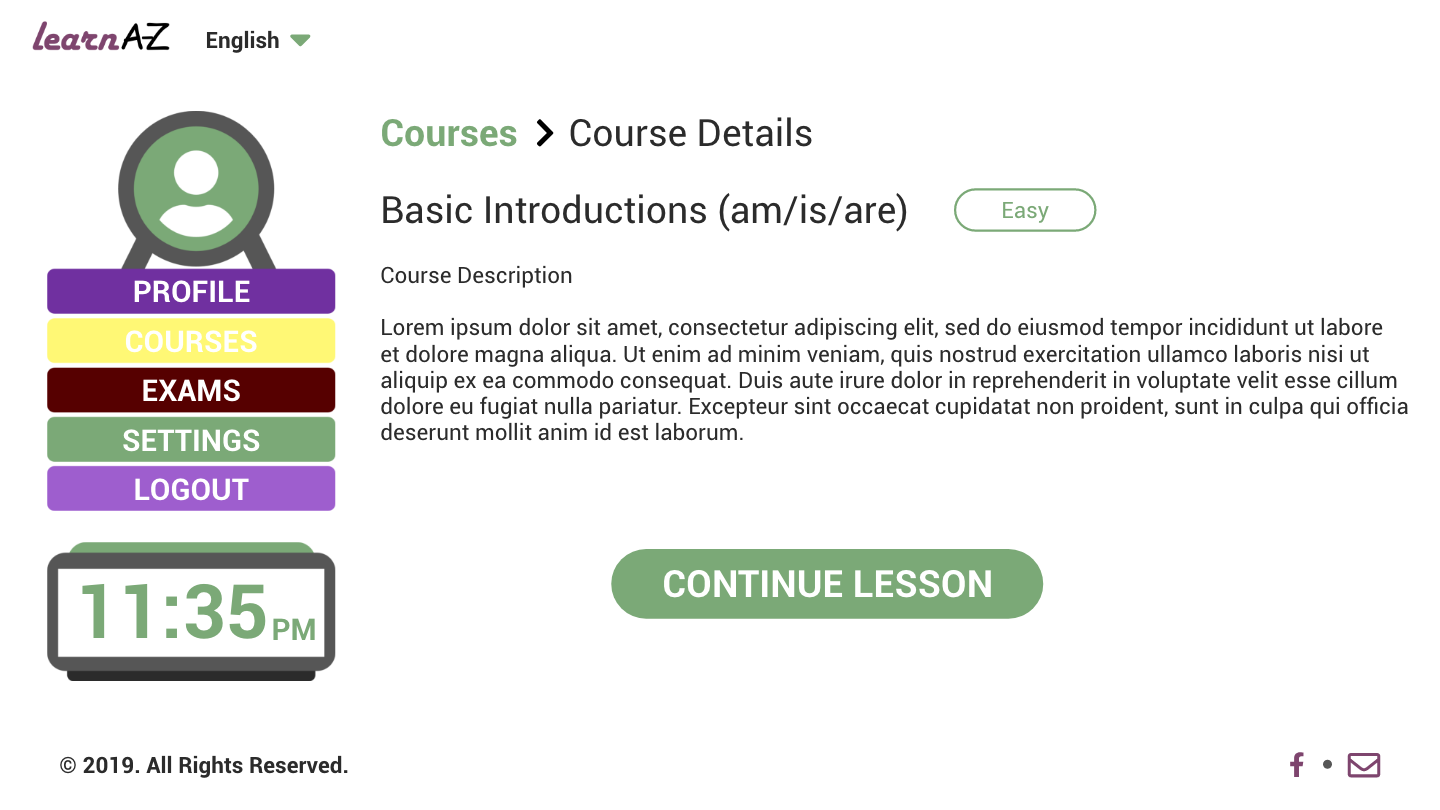 learn A-Z
English
Courses > Course Details
Basic Introductions (am/is/are)
Easy
Course Description
Lorem ipsum dolor sit amet, consectetur adipiscing elit, sed do eiusmod tempor incididunt ut labore
et dolore magna aliqua. Ut enim ad minim veniam, quis nostrud exercitation ullamco laboris nisi ut
aliquip ex ea commodo consequat. Duis aute irure dolor in reprehenderit in voluptate velit esse cillum
dolore eu fugiat nulla pariatur. Excepteur sint occaecat cupidatat non proident, sunt in culpa qui officia
deserunt mollit anim id est laborum.
CONTINUE LESSON
PROFILE
COURSES
EXAMS
SETTINGS
LOGOUT
11:35 PM
© 2019. All Rights Reserved.